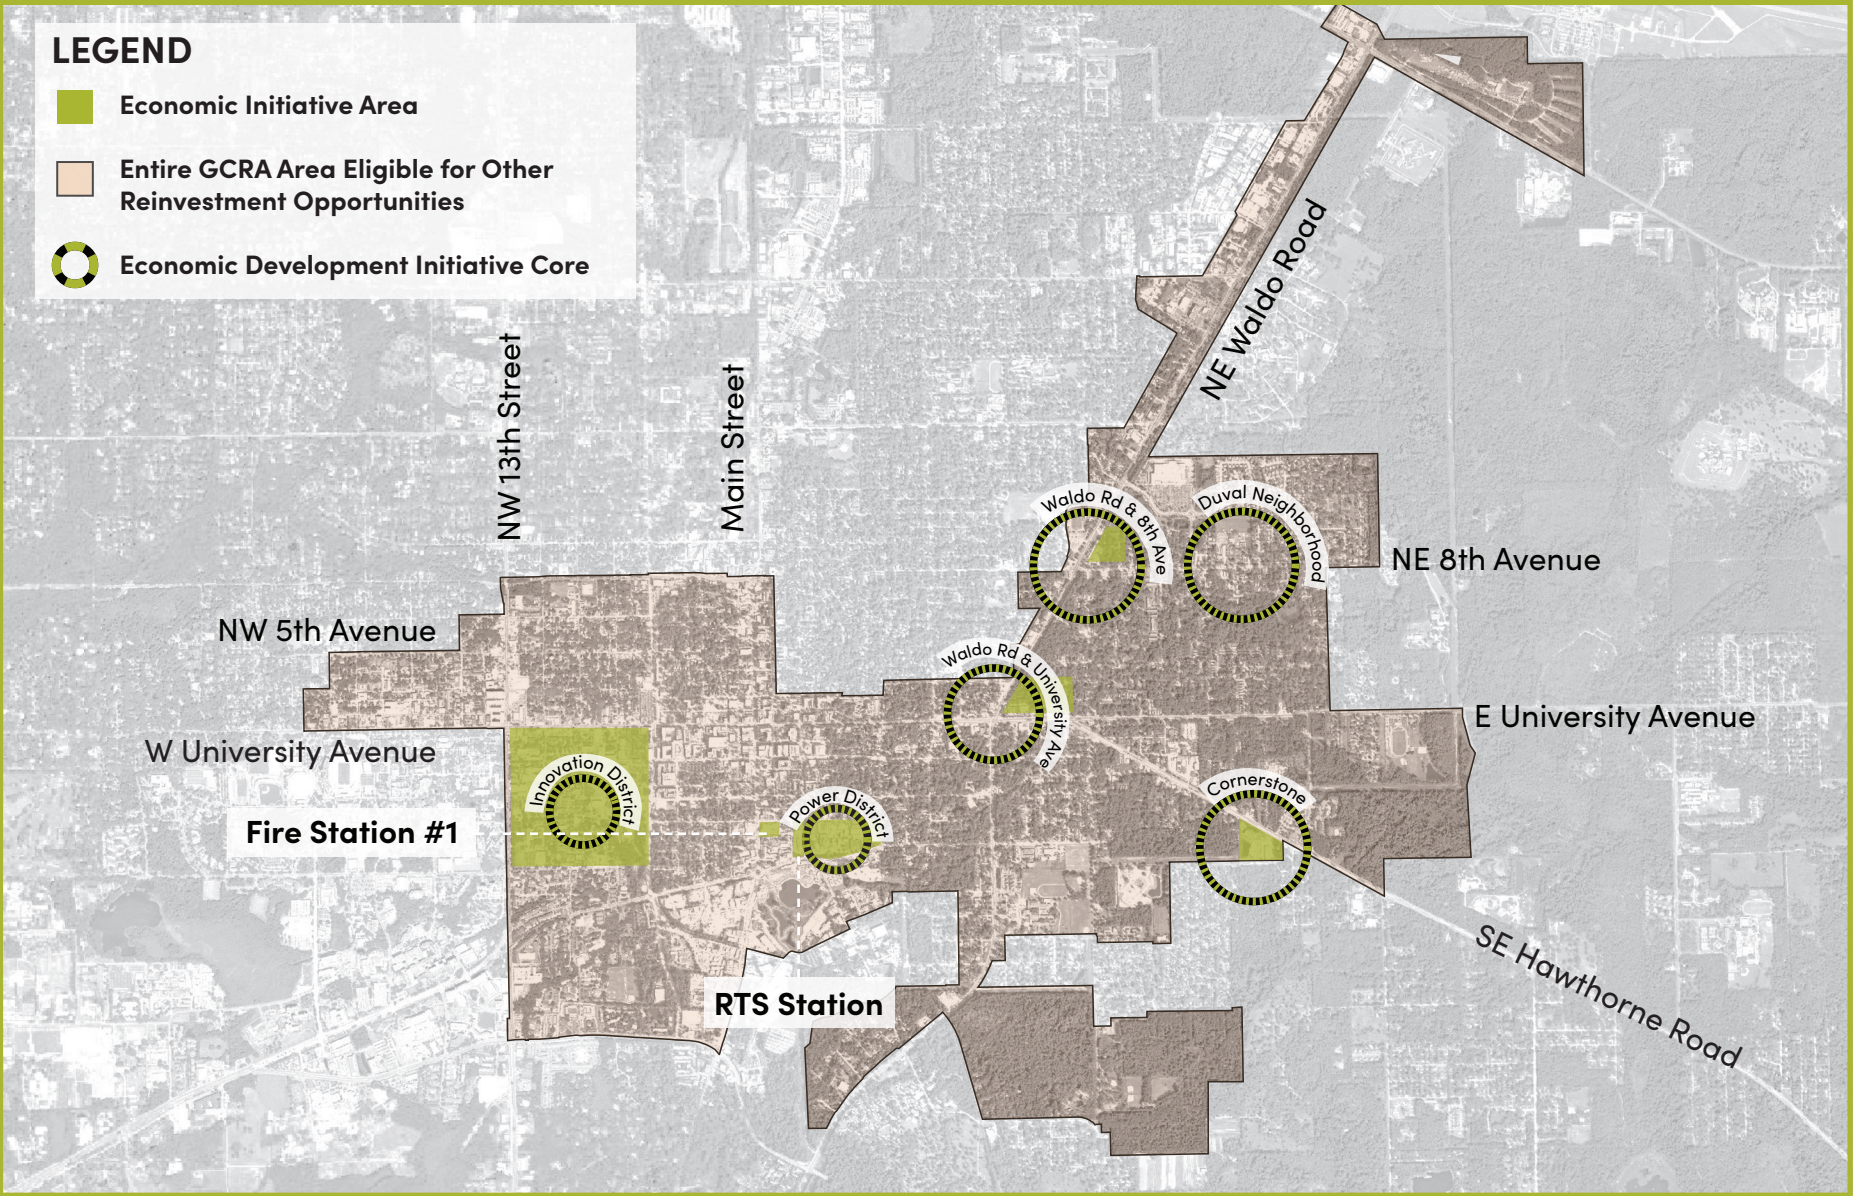 LEGEND
Economic Initiative Area
Entire GCRA Area Eligible for Other
Reinvestment Opportunities
Economic Development Initiative Core
NE Waldo Road
NW 13th Street
Main Street
Waldo Rd & 8th Ave
Duval Neighborhood
NE 8th Avenue
NW 5th Avenue
Waldo Rd & University Ave
E University Avenue
W University Avenue
Innovation District
Cornerstone
Power District
Fire Station #1
SE Hawthorne Road
RTS Station